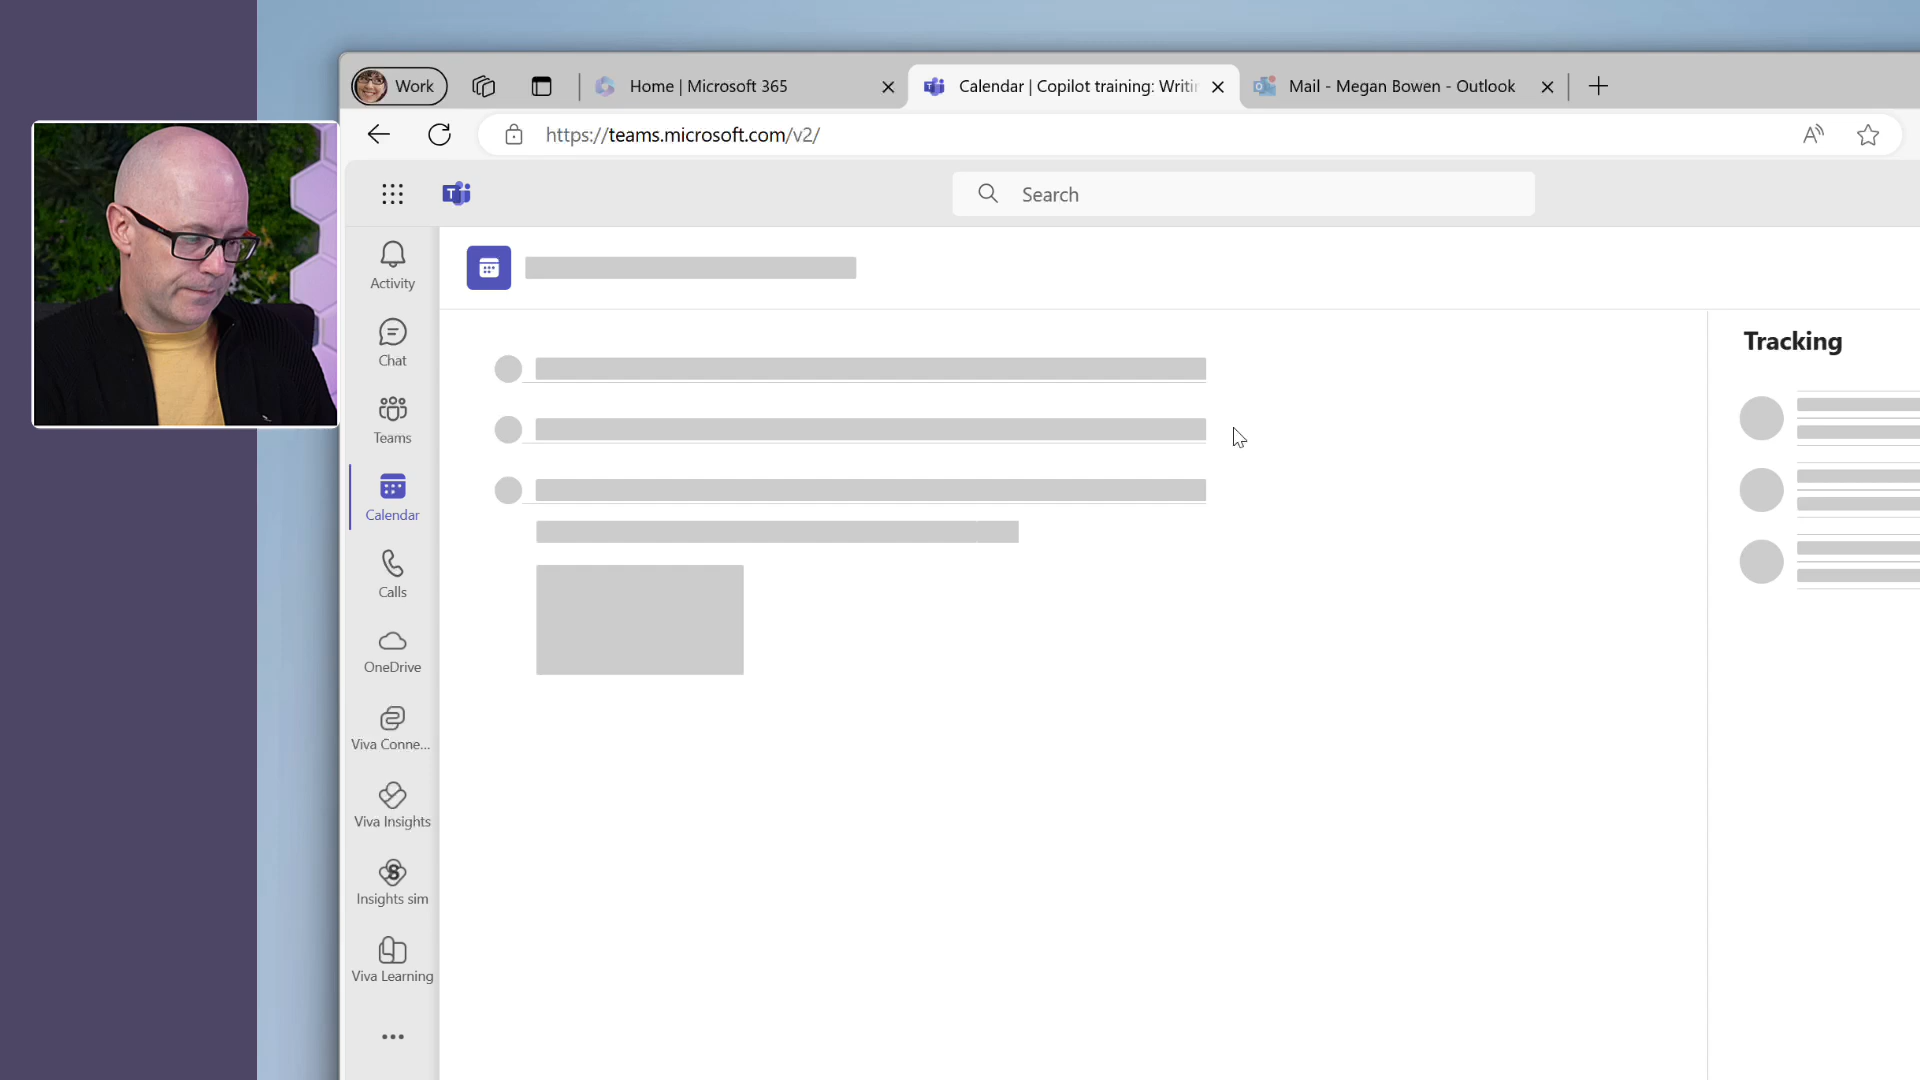 Work
Home | Microsoft 365
Calendar | Copilot training: Writin
Mail - Megan Bowen - Outlook
https://teams.microsoft.com/v2/
Search
Activity
Chat
Teams
Calendar
Calls
OneDrive
Viva Conne...
Viva Insights
Insights sim
Viva Learning
Tracking